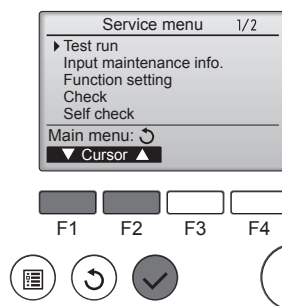 Service menu 1/2
Test run
Input maintenance info.
Function setting
Check
Self check
Main menu:
▼ Cursor ▲
F1 F2 F3 F4